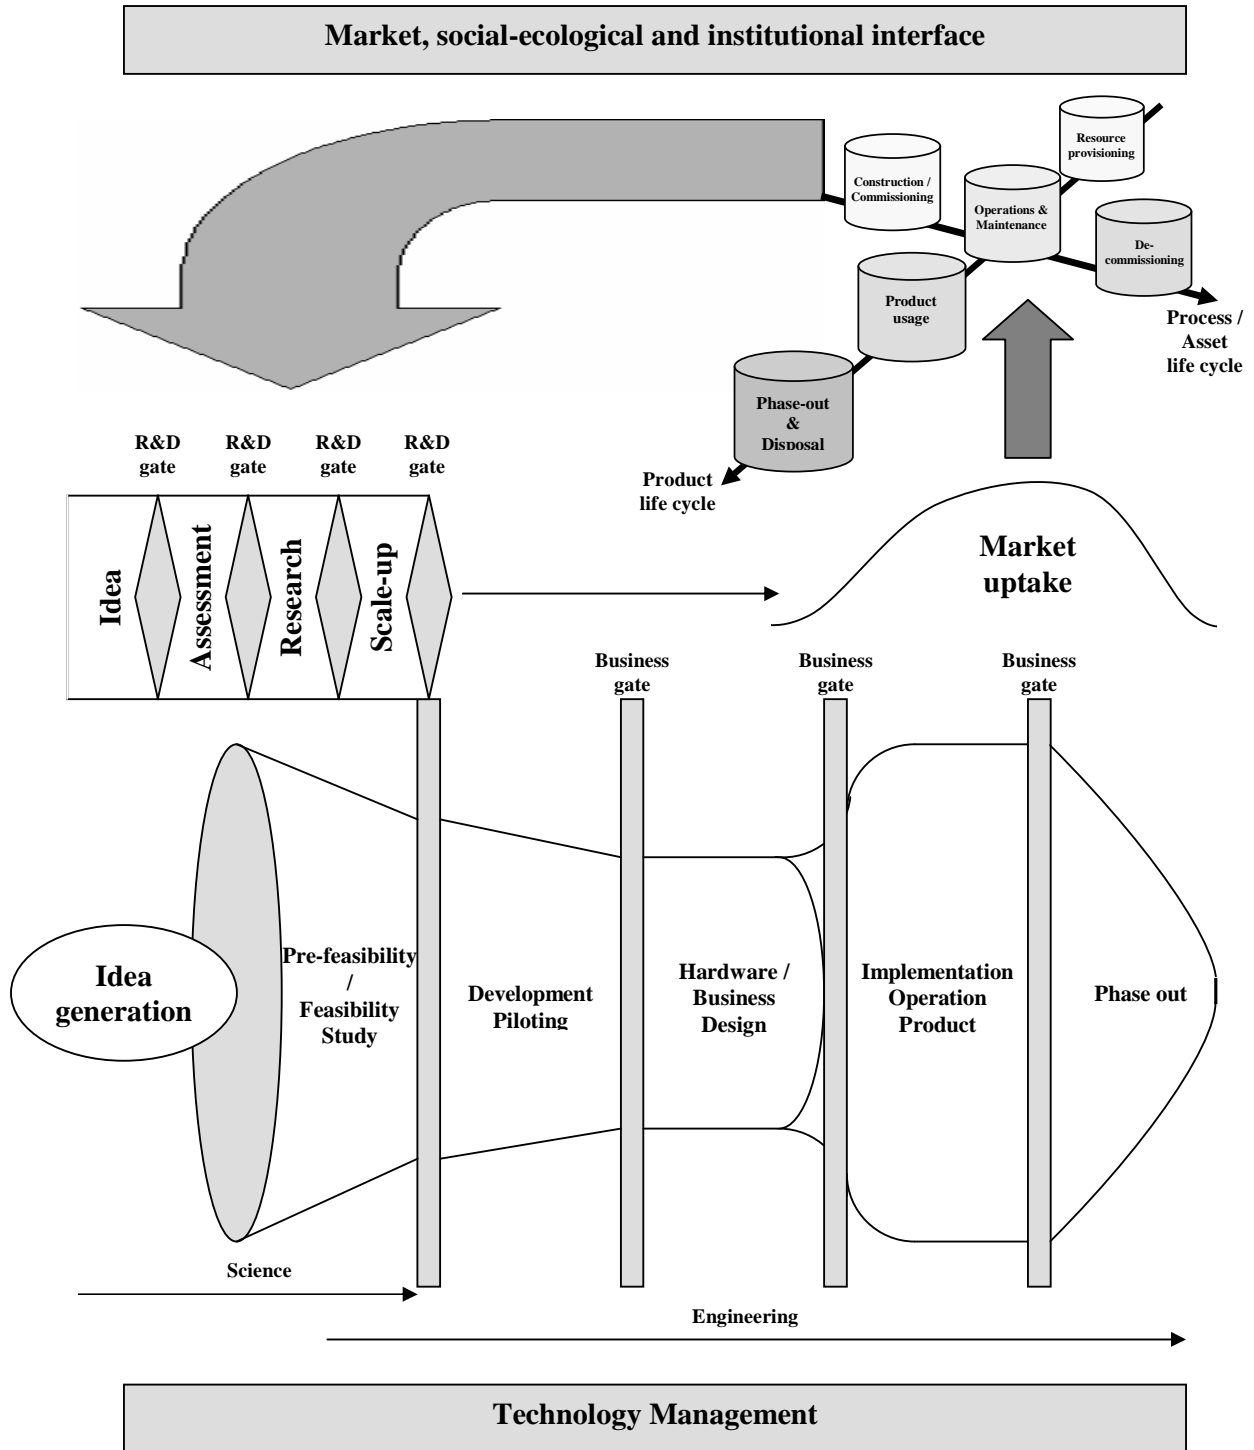 Market, social-ecological and institutional interface
Resource
provisioning
Construction /
Commissioning
Operations &
Maintenance
De-
commissioning
Product
usage
Process /
Asset
life cycle
Phase-out
&
Disposal
Product
life cycle
R&D
gate
R&D
gate
R&D
gate
R&D
gate
Idea
Assessment
Research
Scale-up
Market
uptake
Business
gate
Business
gate
Business
gate
Idea
generation
Pre-feasibility
/
Feasibility
Study
Development
Piloting
Hardware /
Business
Design
Implementation
Operation
Product
Phase out
Science
Engineering
Technology Management